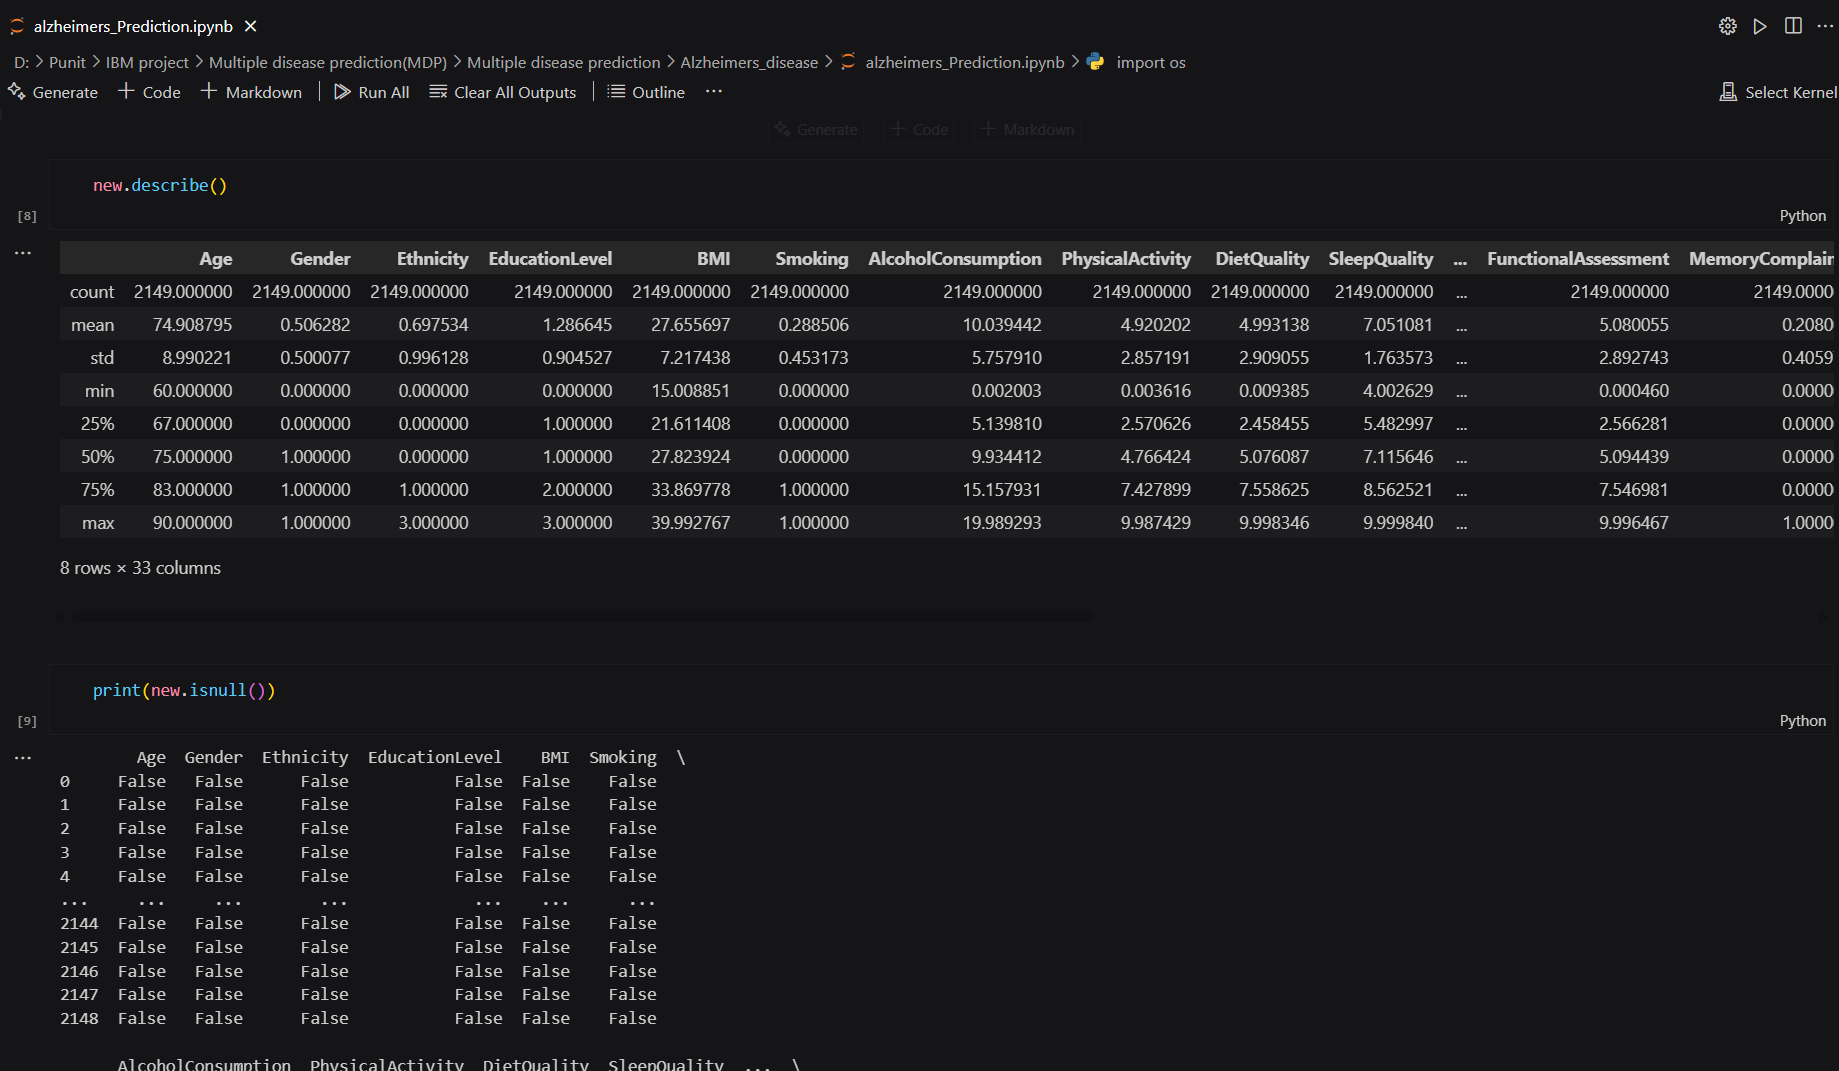 alzheimers_Prediction.ipynb
D: > Punit > IBM project > Multiple disease prediction(MDP) > Multiple disease prediction > Alzheimers_disease > alzheimers_Prediction.ipynb > import os
Generate + Code + Markdown | Run All Clear All Outputs | Outline ... Select Kernel
Generate + Code + Markdown
new.describe()
[8] Python
Age Gender Ethnicity EducationLevel BMI Smoking AlcoholConsumption PhysicalActivity DietQuality SleepQuality ... FunctionalAssessment MemoryComplain
count 2149.000000 2149.000000 2149.000000 2149.000000 2149.000000 2149.000000 2149.000000 2149.000000 2149.000000 2149.000000 ... 2149.000000 2149.0000
mean 74.908795 0.506282 0.697534 1.286645 27.655697 0.288506 10.039442 4.920202 4.993138 7.051081 ... 5.080055 0.2080
std 8.990221 0.500077 0.996128 0.904527 7.217438 0.453173 5.757910 2.857191 2.909055 1.763573 ... 2.892743 0.4059
min 60.000000 0.000000 0.000000 0.000000 15.008851 0.000000 0.002003 0.003616 0.009385 4.002629 ... 0.000460 0.0000
25% 67.000000 0.000000 0.000000 1.000000 21.611408 0.000000 5.139810 2.570626 2.458455 5.482997 ... 2.566281 0.0000
50% 75.000000 1.000000 0.000000 1.000000 27.823924 0.000000 9.934412 4.766424 5.076087 7.115646 ... 5.094439 0.0000
75% 83.000000 1.000000 1.000000 2.000000 33.869778 1.000000 15.157931 7.427899 7.558625 8.562521 ... 7.546981 0.0000
max 90.000000 1.000000 3.000000 3.000000 39.992767 1.000000 19.989293 9.987429 9.998346 9.999840 ... 9.996467 1.0000
8 rows × 33 columns
print(new.isnull())
[9] Python
Age Gender Ethnicity EducationLevel BMI Smoking \
0 False False False False False False
1 False False False False False False
2 False False False False False False
3 False False False False False False
4 False False False False False False
... ... ... ... ... ... ...
2144 False False False False False False
2145 False False False False False False
2146 False False False False False False
2147 False False False False False False
2148 False False False False False False
AlcoholConsumption PhysicalActivity DietQuality SleepQuality ... \